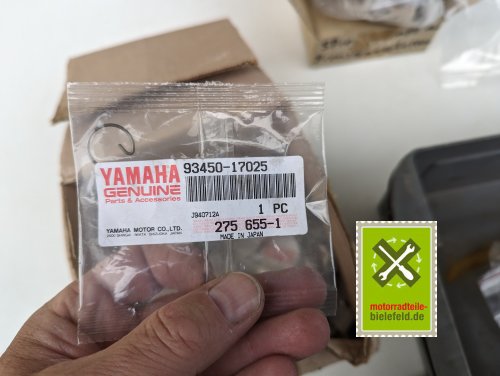 YAMAHA
GENUINE
Parts & Accessories
93450-17025
J940712A
1 PC
YAMAHA MOTOR CO.,LTD.
275 655-1
MADE IN JAPAN
motorradteile-
bielefeld.de